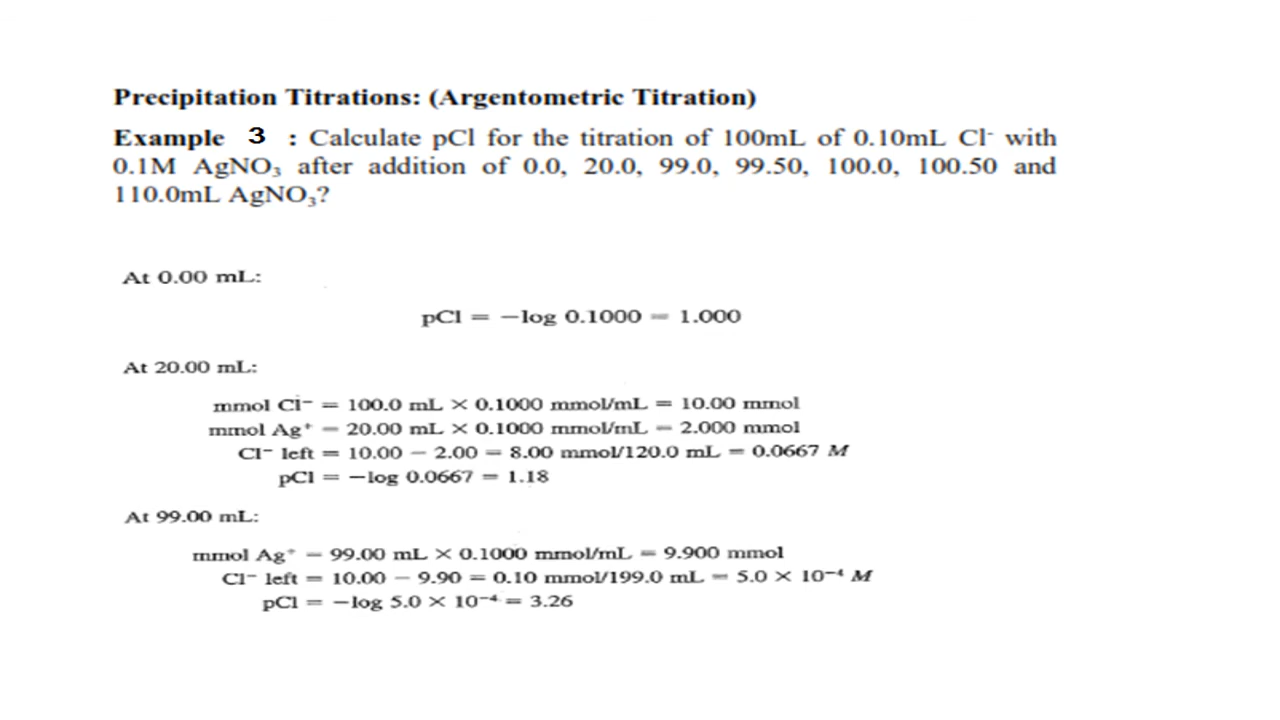 Precipitation Titrations: (Argentometric Titration)
Example 3 : Calculate pCl for the titration of 100mL of 0.10mL Cl⁻ with
0.1M AgNO₃ after addition of 0.0, 20.0, 99.0, 99.50, 100.0, 100.50 and
110.0mL AgNO₃?
At 0.00 mL:
pCl = −log 0.1000 = 1.000
At 20.00 mL:
mmol Cl⁻ = 100.0 mL × 0.1000 mmol/mL = 10.00 mmol
mmol Ag⁺ = 20.00 mL × 0.1000 mmol/mL = 2.000 mmol
Cl⁻ left = 10.00 − 2.00 = 8.00 mmol/120.0 mL = 0.0667 M
pCl = −log 0.0667 = 1.18
At 99.00 mL:
mmol Ag⁺ = 99.00 mL × 0.1000 mmol/mL = 9.900 mmol
Cl⁻ left = 10.00 − 9.90 = 0.10 mmol/199.0 mL = 5.0 × 10⁻⁴ M
pCl = −log 5.0 × 10⁻⁴ = 3.26